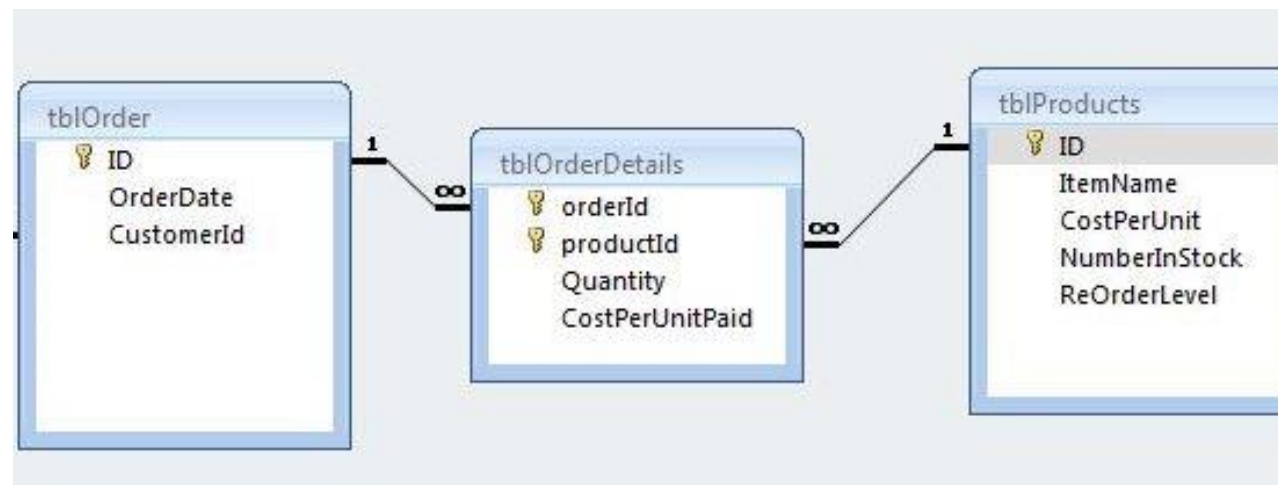 tblOrder
ID
OrderDate
CustomerId
1
∞
tblOrderDetails
orderId
productId
Quantity
CostPerUnitPaid
∞
1
tblProducts
ID
ItemName
CostPerUnit
NumberInStock
ReOrderLevel